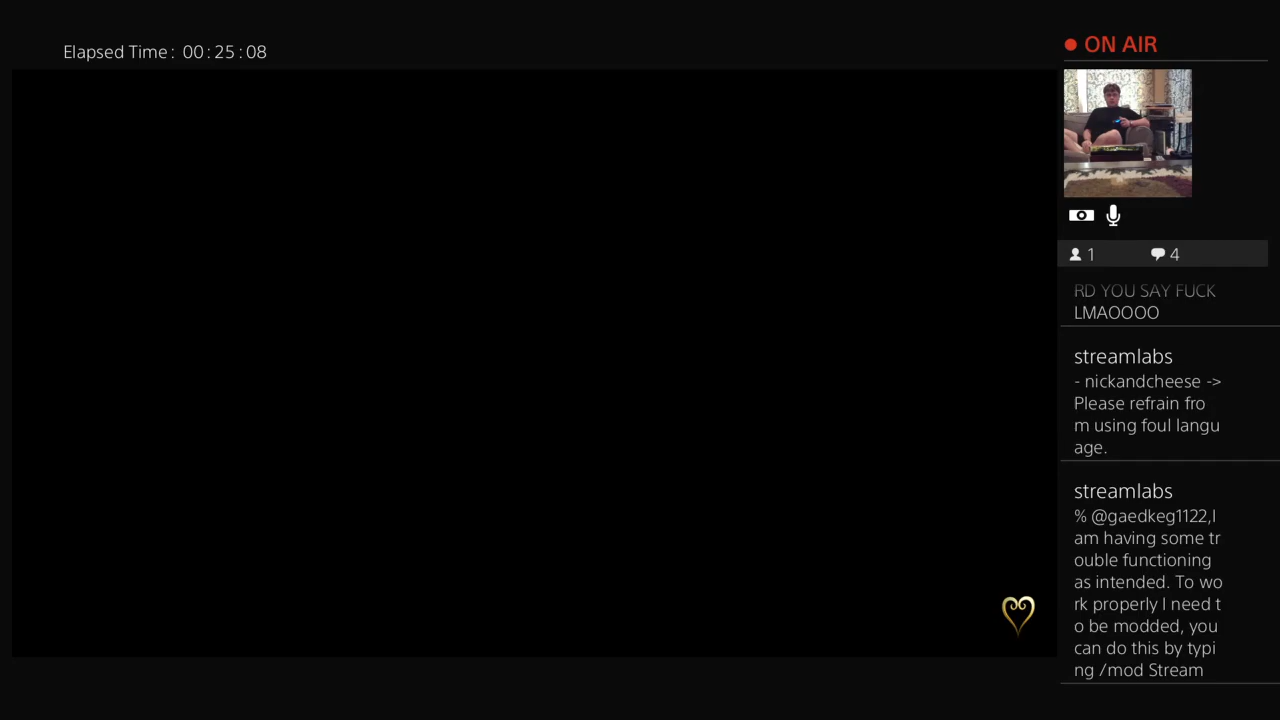 Elapsed Time: 00:25:08
ON AIR
1 4
RD YOU SAY FUCK
LMAOOOO
streamlabs
- nickandcheese ->
Please refrain fro
m using foul langu
age.
streamlabs
% @gaedkeg1122,I
am having some tr
ouble functioning
as intended. To wo
rk properly I need t
o be modded, you
can do this by typi
ng /mod Stream